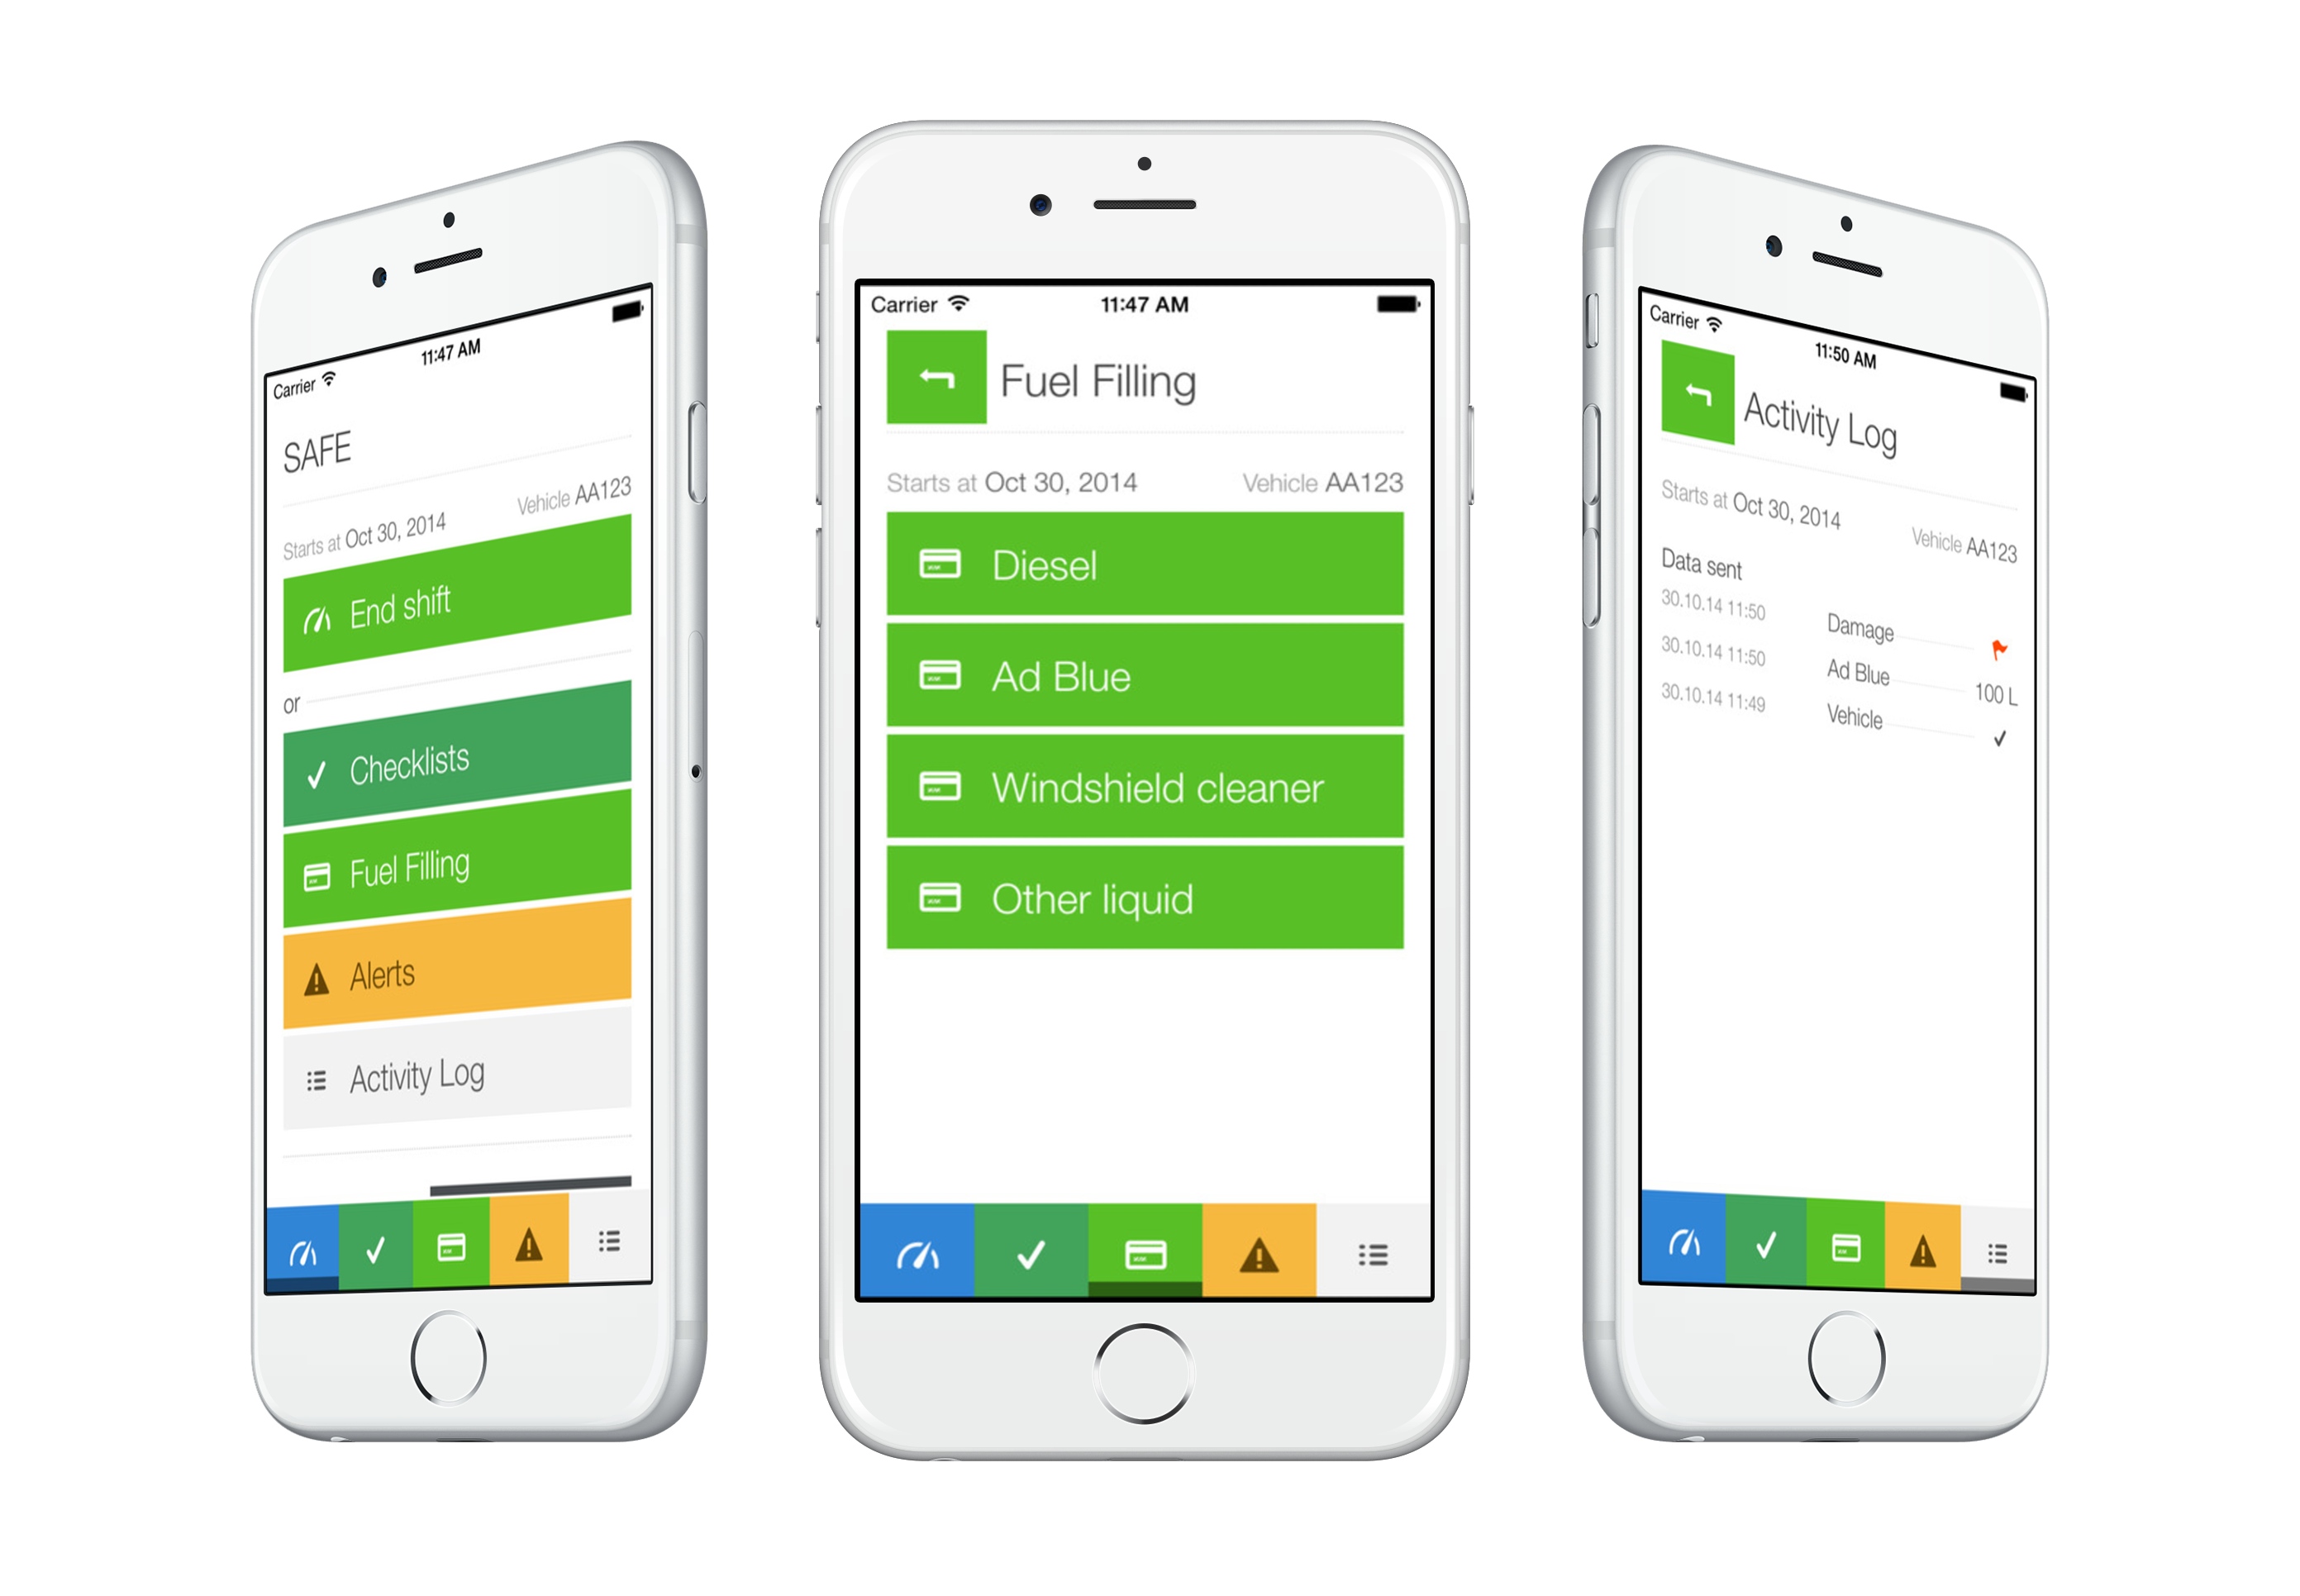 Carrier 11:47 AM
SAFE
Starts at Oct 30, 2014 Vehicle AA123
End shift
or
Checklists
Fuel Filling
Alerts
Activity Log
Carrier 11:47 AM
Fuel Filling
Starts at Oct 30, 2014 Vehicle AA123
Diesel
Ad Blue
Windshield cleaner
Other liquid
Carrier 11:50 AM
Activity Log
Starts at Oct 30, 2014 Vehicle AA123
Data sent
30.10.14 11:50 Damage
30.10.14 11:50 Ad Blue 100 L
30.10.14 11:49 Vehicle